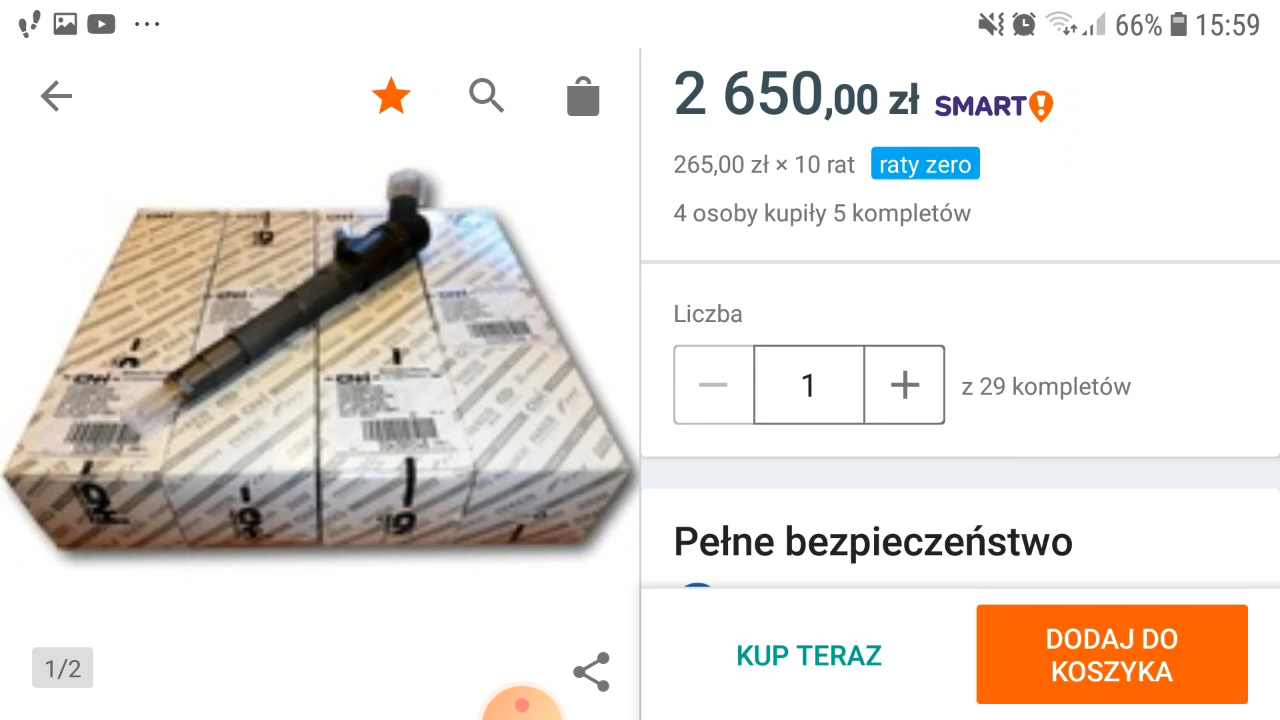 66% 15:59
2 650,00 zł SMART!
265,00 zł × 10 rat raty zero
4 osoby kupiły 5 kompletów
Liczba
1
z 29 kompletów
Pełne bezpieczeństwo
1/2
KUP TERAZ
DODAJ DO
KOSZYKA